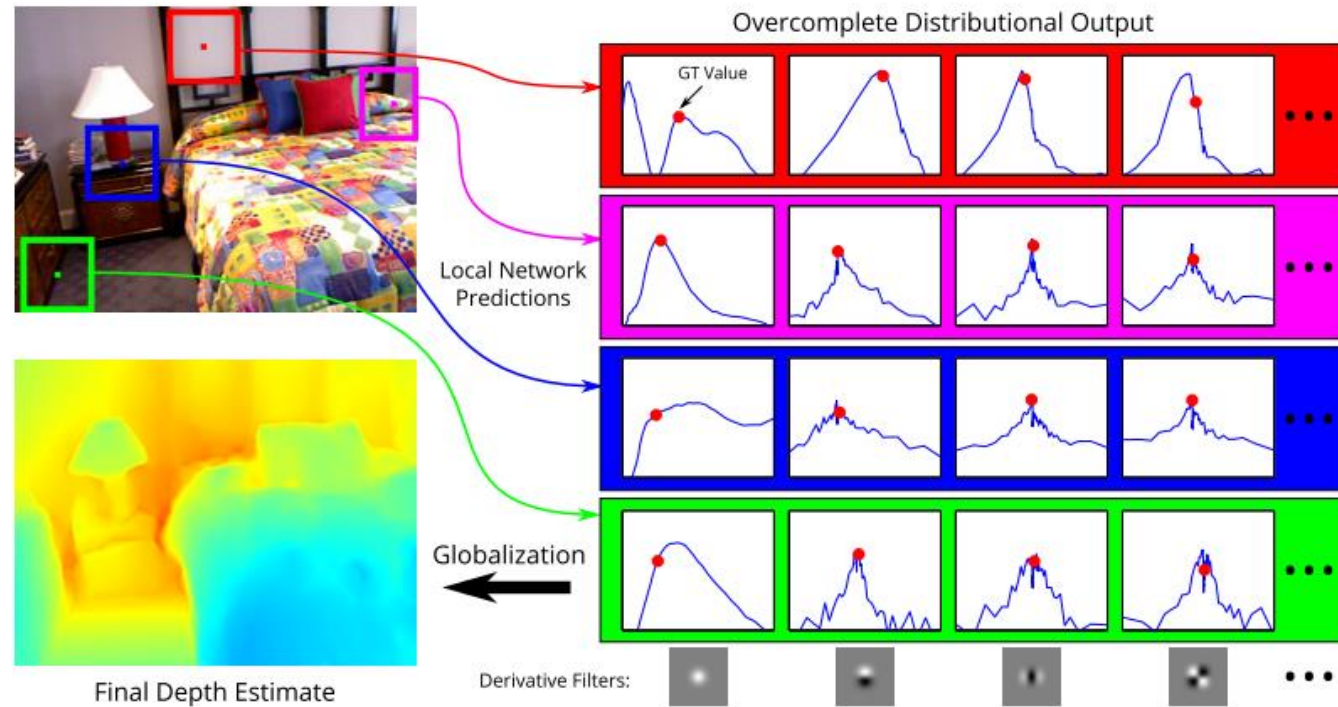 Overcomplete Distributional Output
GT Value
Local Network
Predictions
Globalization
Final Depth Estimate
Derivative Filters: